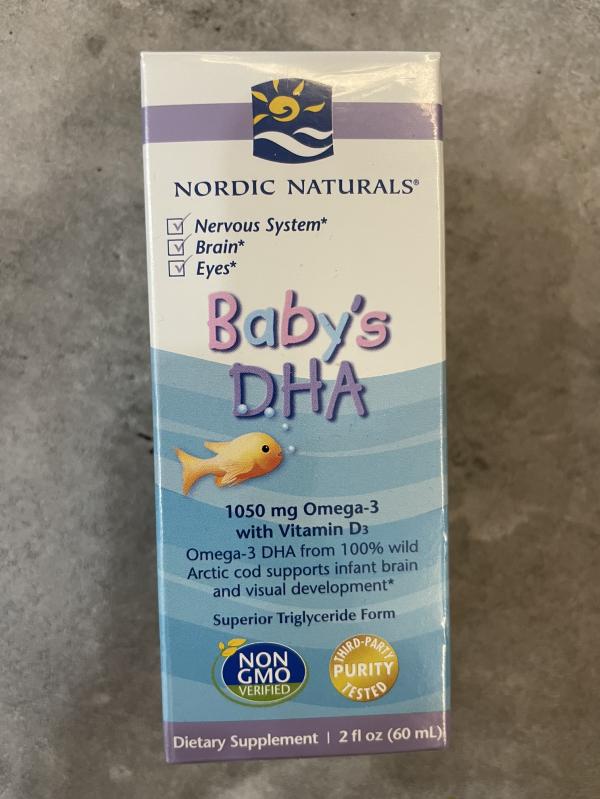 NORDIC NATURALS®
Nervous System*
Brain*
Eyes*
Baby's
DHA
1050 mg Omega-3
with Vitamin D3
Omega-3 DHA from 100% wild
Arctic cod supports infant brain
and visual development*
Superior Triglyceride Form
NON
GMO
VERIFIED
THIRD-PARTY
PURITY
TESTED
Dietary Supplement | 2 fl oz (60 mL)